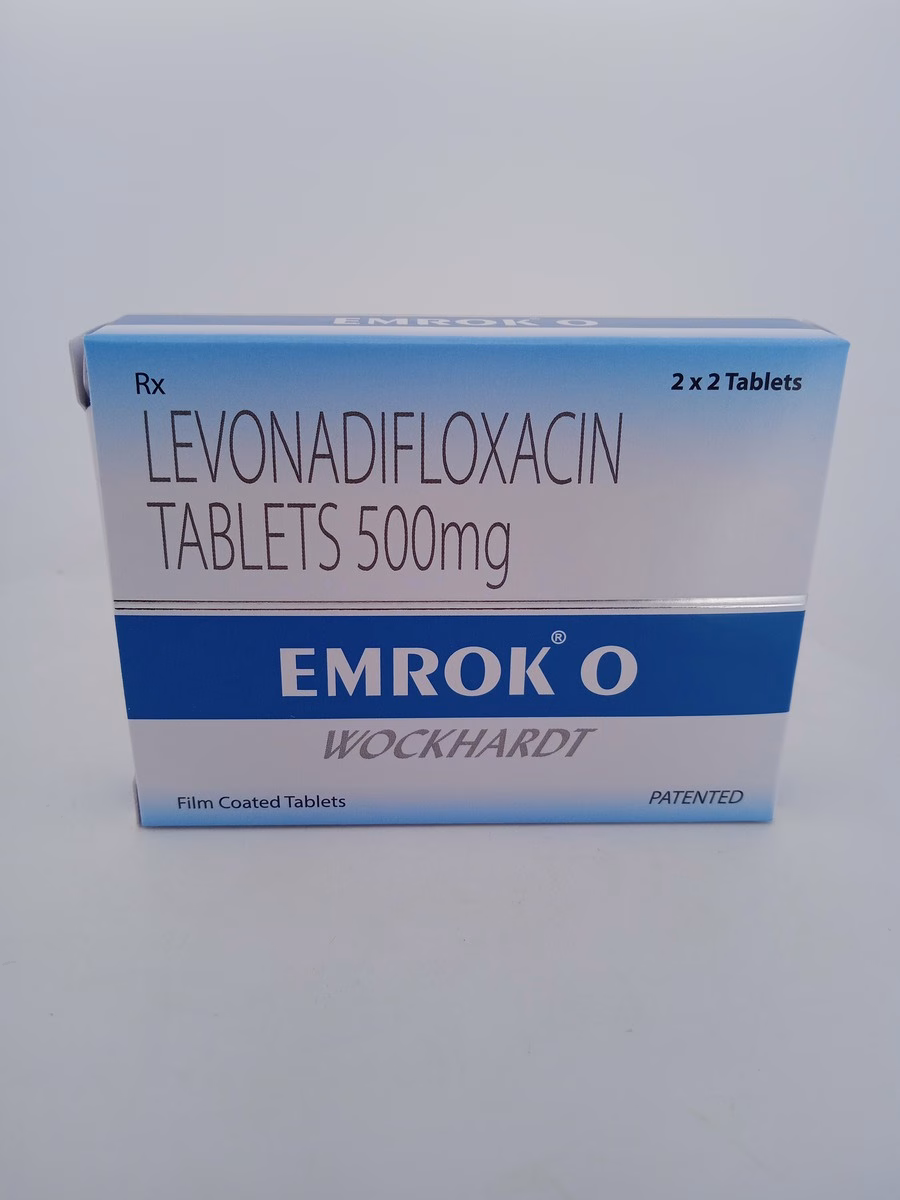 EMROK O
Rx
2 x 2 Tablets
LEVONADIFLOXACIN
TABLETS 500mg
EMROK® O
WOCKHARDT
Film Coated Tablets
PATENTED